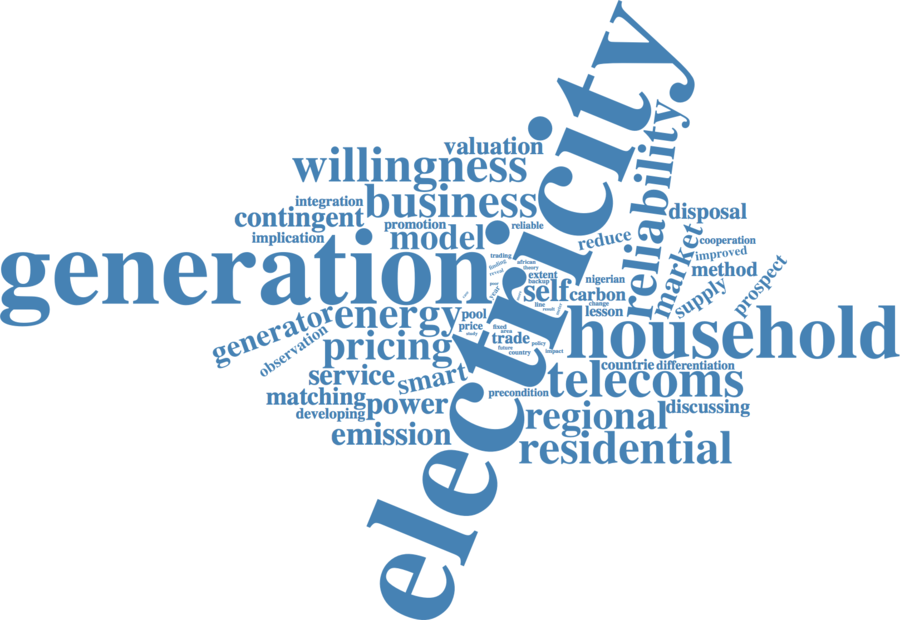 electricity
valuation
willingness
reliability
integration
business
disposal
contingent
promotion
reliable
implication
model
reduce
market
cooperation
generation
trading
african
theory
improved
finding
reveal
extent
backup
method
nigerian
prospect
self
carbon
supply
change
line
lesson
generator
energy
pool
household
price
fixed
area
observation
study
trade
policy
pricing
future
country
impact
service
smart
countrie
differentiation
telecoms
matching
precondition
power
developing
regional
discussing
emission
residential